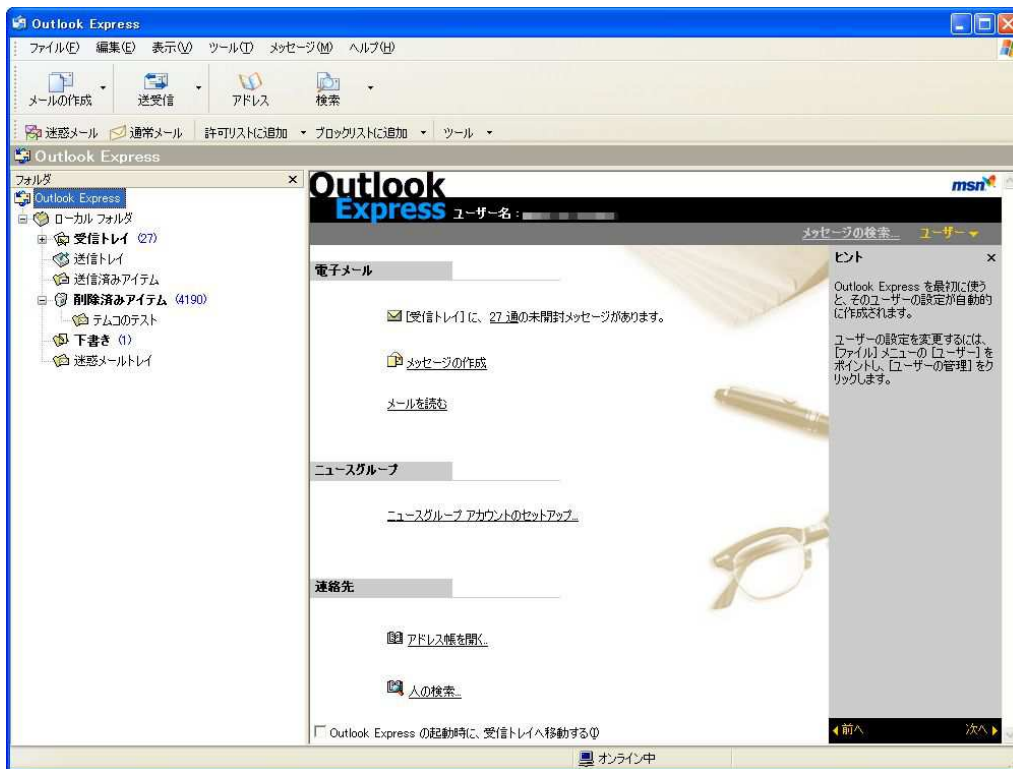 Outlook Express
ファイル(F) 編集(E) 表示(V) ツール(T) メッセージ(M) ヘルプ(H)
メールの作成 送受信 アドレス 検索
迷惑メール 通常メール 許可リストに追加 ブロックリストに追加 ツール
Outlook Express
フォルダ ×
Outlook Express
ローカル フォルダ
受信トレイ (27)
送信トレイ
送信済みアイテム
削除済みアイテム (4190)
テムコのテスト
下書き (1)
迷惑メールトレイ
Outlook
Express ユーザー名:
msn
メッセージの検索... ユーザー
電子メール
[受信トレイ] に、27 通の未開封メッセージがあります。
メッセージの作成
メールを読む
ニュースグループ
ニュースグループ アカウントのセットアップ...
連絡先
アドレス帳を開く...
人の検索...
Outlook Express の起動時に、受信トレイへ移動する(I)
ヒント ×
Outlook Express を最初に使う
と、そのユーザーの設定が自動的
に作成されます。
ユーザーの設定を変更するには、
[ファイル] メニューの [ユーザー] を
ポイントし、[ユーザーの管理] をク
リックします。
前へ 次へ
オンライン中